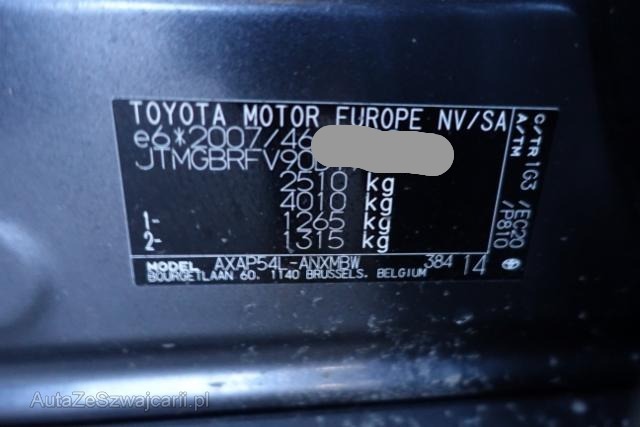 TOYOTA MOTOR EUROPE NV/SA
e6*2007/46
JTMGBRFV90D
2510 kg
4010 kg
1- 1265 kg
2- 1315 kg
MODEL AXAP54L-ANXMBW 384 14
BOURGETLAAN 60, 1140 BRUSSELS, BELGIUM
C/TR 1G3 /EC20
A/TM /P810
AutaZeSzwajcarii.pl